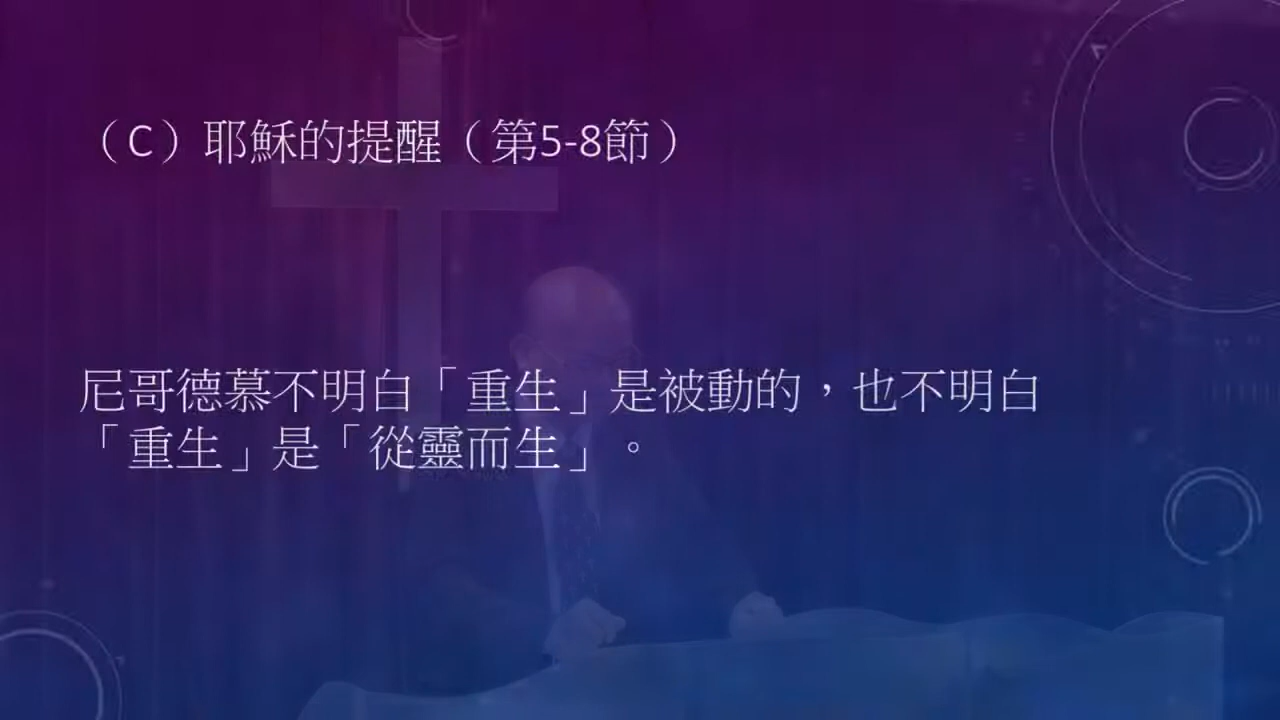 （C）耶穌的提醒（第5-8節）
尼哥德慕不明白「重生」是被動的，也不明白
「重生」是「從靈而生」。